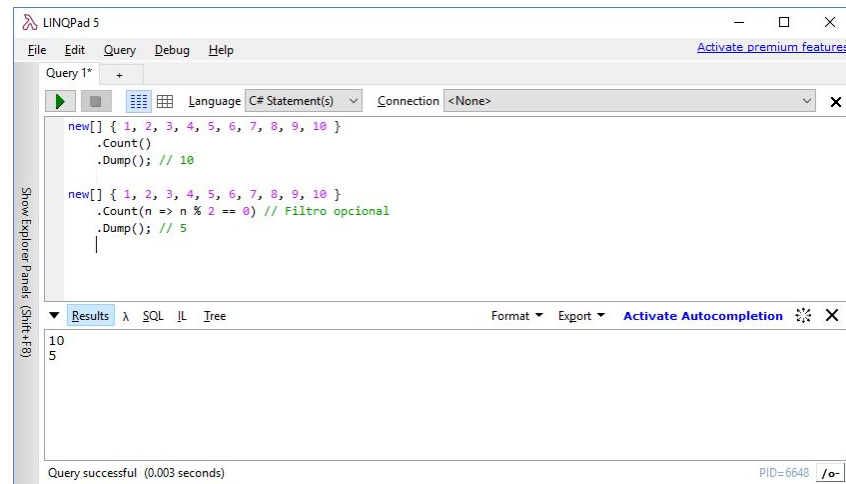 LINQPad 5
File Edit Query Debug Help Activate premium features
Query 1* +
Language C# Statement(s) Connection <None>
new[] { 1, 2, 3, 4, 5, 6, 7, 8, 9, 10 }
.Count()
.Dump(); // 10
new[] { 1, 2, 3, 4, 5, 6, 7, 8, 9, 10 }
.Count(n => n % 2 == 0) // Filtro opcional
.Dump(); // 5
Show Explorer Panels (Shift+F8)
Results λ SQL IL Tree Format Export Activate Autocompletion
10
5
Query successful (0.003 seconds) PID=6648 /o-